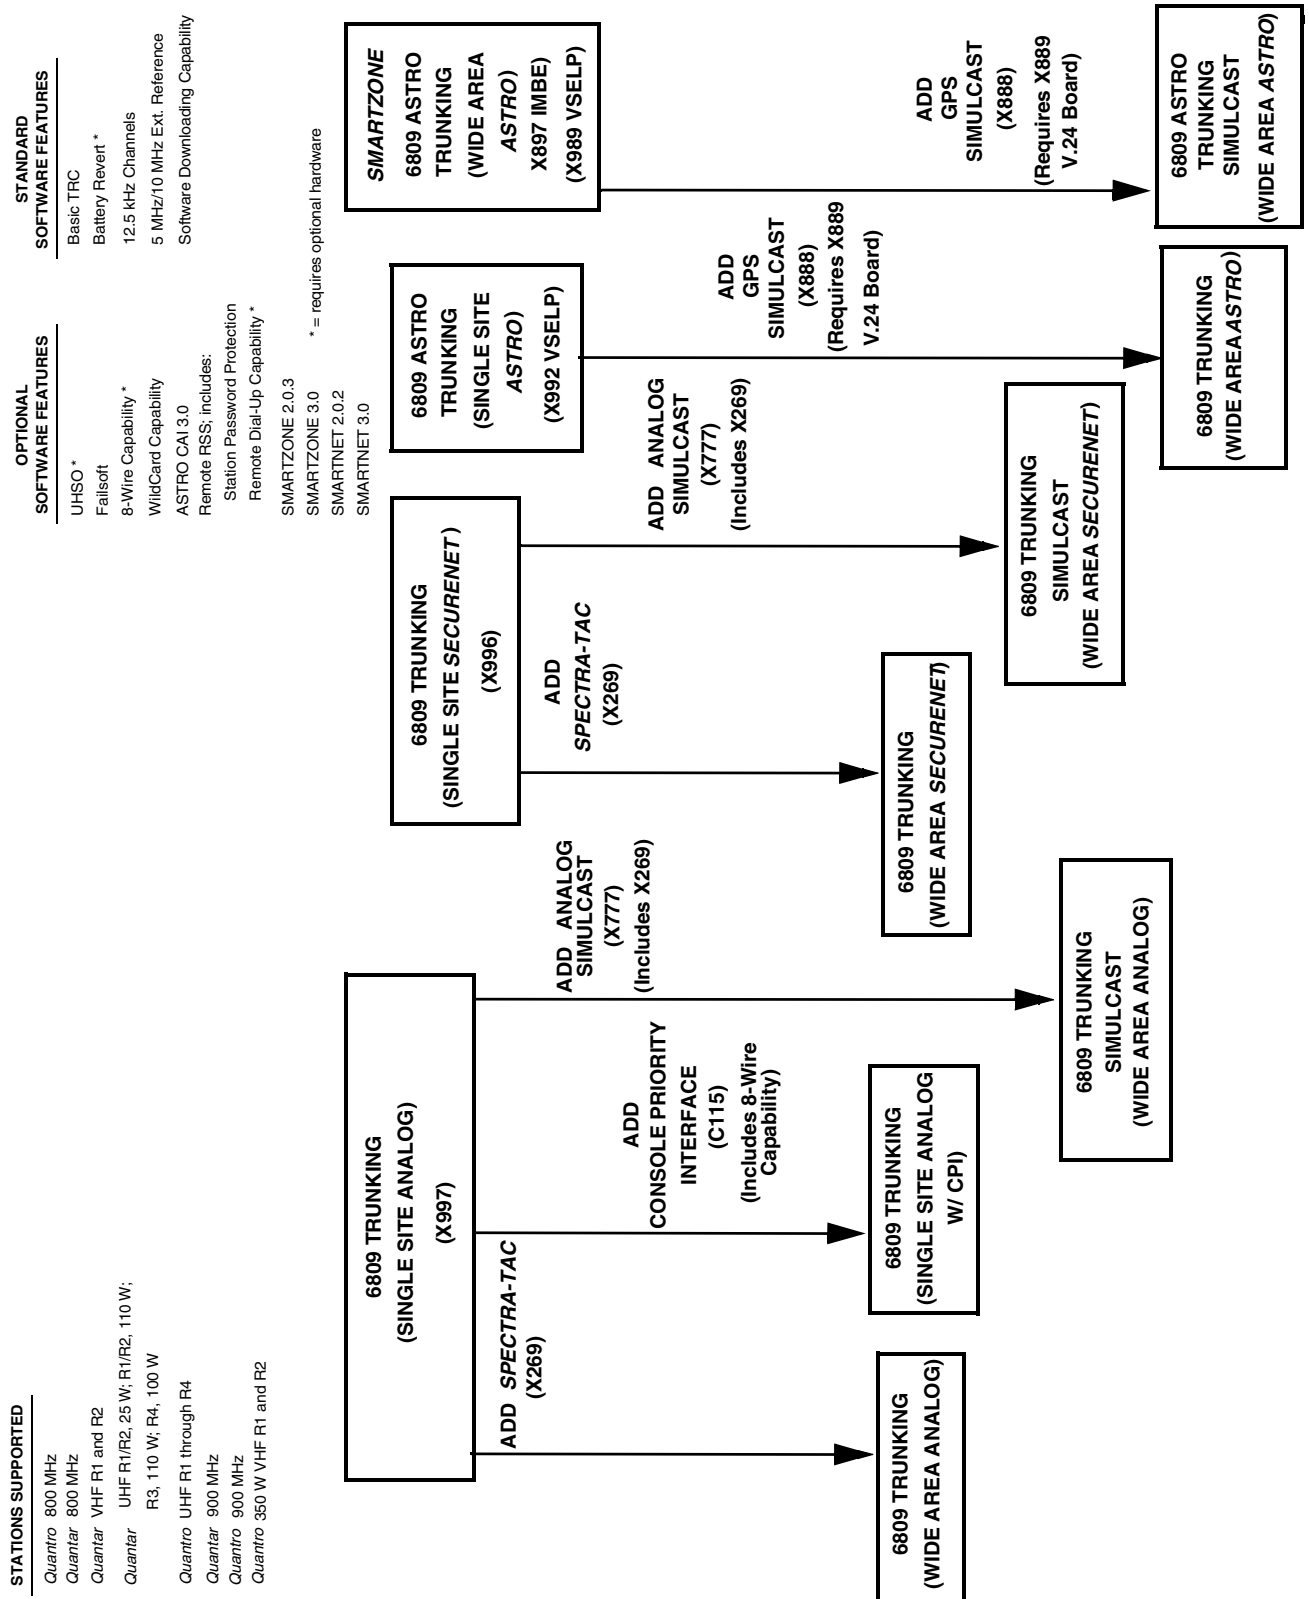 STATIONS SUPPORTED
Quantro 800 MHz
Quantar 800 MHz
Quantar VHF R1 and R2
Quantar UHF R1/R2, 25 W; R1/R2, 110 W;
R3, 110 W; R4, 100 W
Quantro UHF R1 through R4
Quantar 900 MHz
Quantro 900 MHz
Quantro 350 W VHF R1 and R2
OPTIONAL
SOFTWARE FEATURES
UHSO *
Failsoft
8-Wire Capability *
WildCard Capability
ASTRO CAI 3.0
Remote RSS; includes:
Station Password Protection
Remote Dial-Up Capability *
SMARTZONE 2.0.3
SMARTZONE 3.0
SMARTNET 2.0.2
SMARTNET 3.0
STANDARD
SOFTWARE FEATURES
Basic TRC
Battery Revert *
12.5 kHz Channels
5 MHz/10 MHz Ext. Reference
Software Downloading Capability
* = requires optional hardware
6809 TRUNKING
(SINGLE SITE ANALOG)
(X997)
ADD SPECTRA-TAC
(X269)
6809 TRUNKING
(WIDE AREA ANALOG)
ADD
CONSOLE PRIORITY
INTERFACE
(C115)
(Includes 8-Wire
Capability)
6809 TRUNKING
(SINGLE SITE ANALOG
W/ CPI)
ADD ANALOG
SIMULCAST
(X777)
(Includes X269)
6809 TRUNKING
SIMULCAST
(WIDE AREA ANALOG)
6809 TRUNKING
(SINGLE SITE SECURENET )
(X996)
ADD
SPECTRA-TAC
(X269)
6809 TRUNKING
(WIDE AREA SECURENET)
ADD ANALOG
SIMULCAST
(X777)
(Includes X269)
6809 TRUNKING
SIMULCAST
(WIDE AREA SECURENET)
6809 ASTRO
TRUNKING
(SINGLE SITE
ASTRO)
(X992 VSELP)
ADD
GPS
SIMULCAST
(X888)
(Requires X889
V.24 Board)
6809 TRUNKING
(WIDE AREA ASTRO)
SMARTZONE
6809 ASTRO
TRUNKING
(WIDE AREA
ASTRO)
X897 IMBE)
(X989 VSELP)
ADD
GPS
SIMULCAST
(X888)
(Requires X889
V.24 Board)
6809 ASTRO
TRUNKING
SIMULCAST
(WIDE AREA ASTRO)